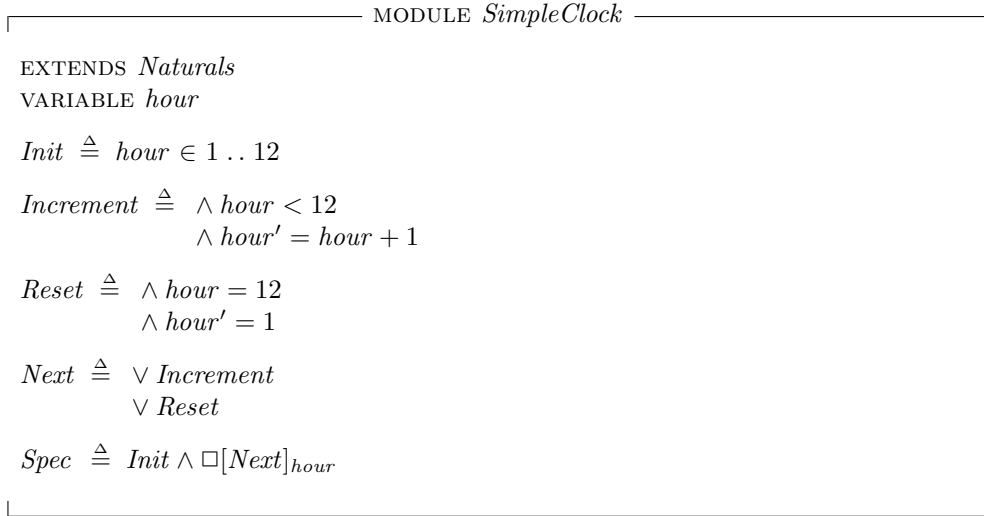 MODULE SimpleClock
EXTENDS Naturals
VARIABLE hour
Init ≜ hour ∈ 1 . . 12
Increment ≜ ∧ hour < 12
∧ hour′ = hour + 1
Reset ≜ ∧ hour = 12
∧ hour′ = 1
Next ≜ ∨ Increment
∨ Reset
Spec ≜ Init ∧ □[Next]hour